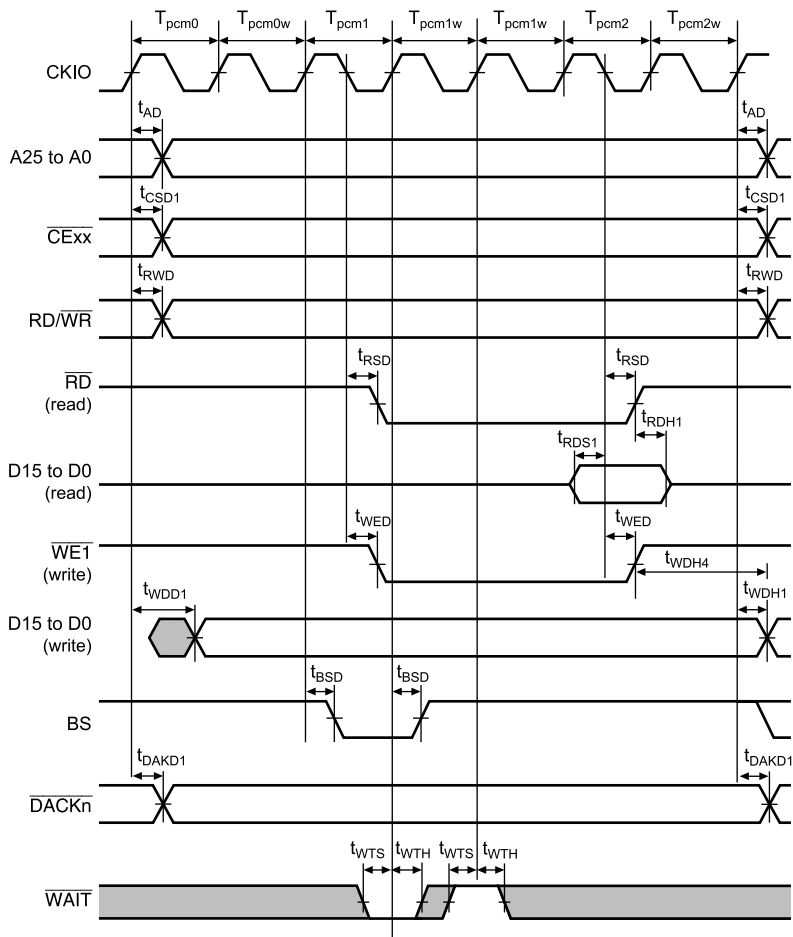 Tpcm0 Tpcm0w Tpcm1 Tpcm1w Tpcm1w Tpcm2 Tpcm2w
CKIO
tAD tAD
A25 to A0
tCSD1 tCSD1
CExx
tRWD tRWD
RD/WR
tRSD tRSD
RD
(read)
tRDH1
tRDS1
D15 to D0
(read)
tWED tWED
WE1
(write)
tWDH4
tWDD1 tWDH1
D15 to D0
(write)
tBSD tBSD
BS
tDAKD1 tDAKD1
DACKn
tWTS tWTH tWTS tWTH
WAIT